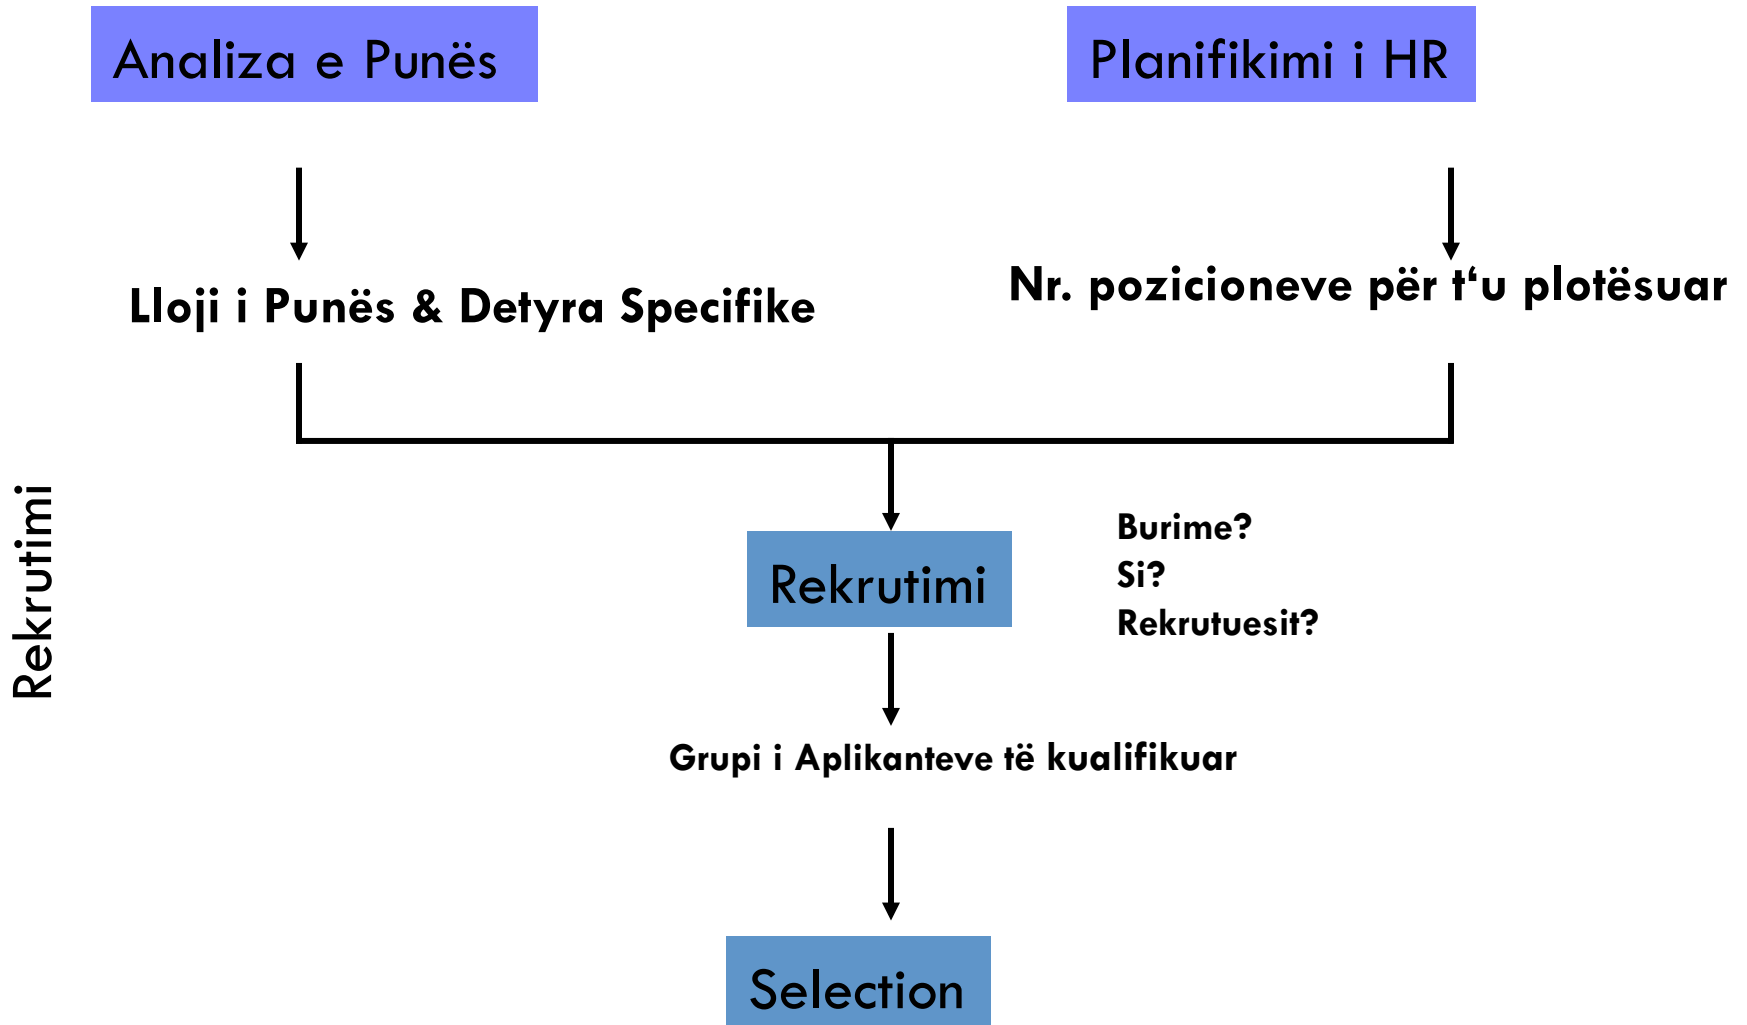 Analiza e Punës
Planifikimi i HR
Lloji i Punës & Detyra Specifike
Nr. pozicioneve për t‘u plotësuar
Rekrutimi
Rekrutimi
Burime?
Si?
Rekrutuesit?
Grupi i Aplikanteve të kualifikuar
Selection